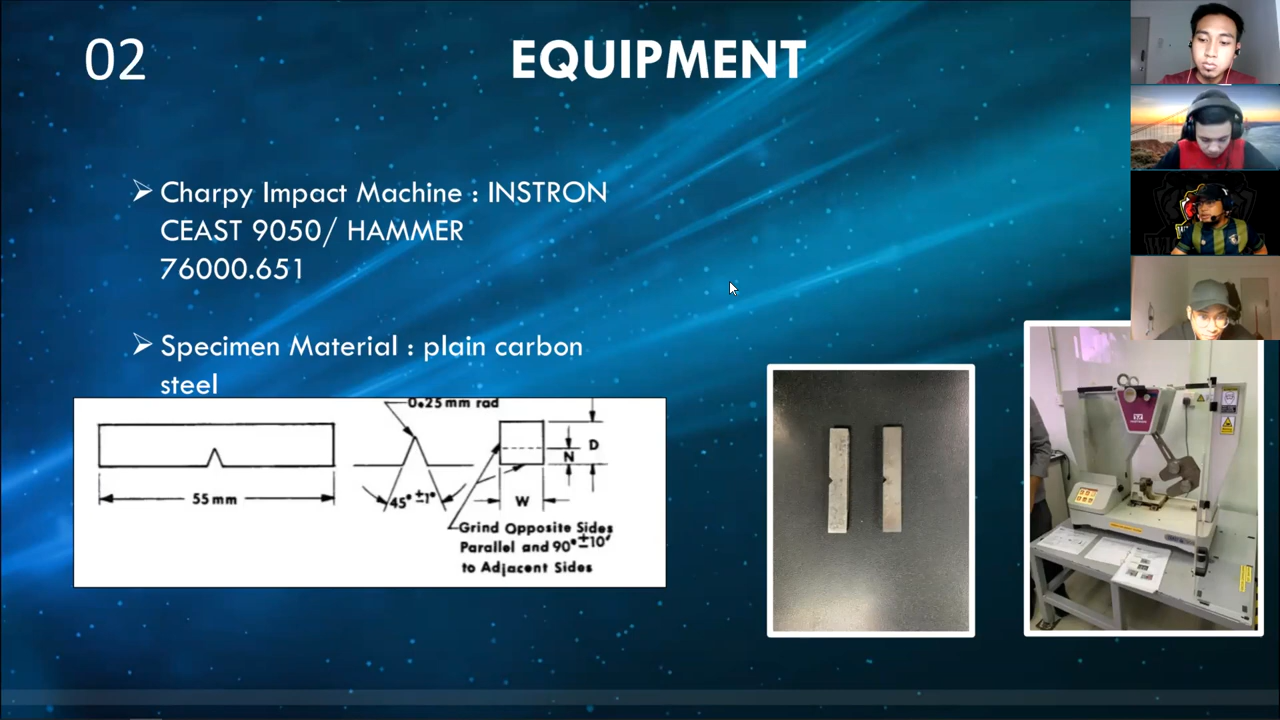 02
EQUIPMENT
Charpy Impact Machine : INSTRON
CEAST 9050/ HAMMER
76000.651
Specimen Material : plain carbon
steel
0.25 mm rad
D
N
55 mm
45° ±1°
W
Grind Opposite Sides
Parallel and 90° ±10'
to Adjacent Sides